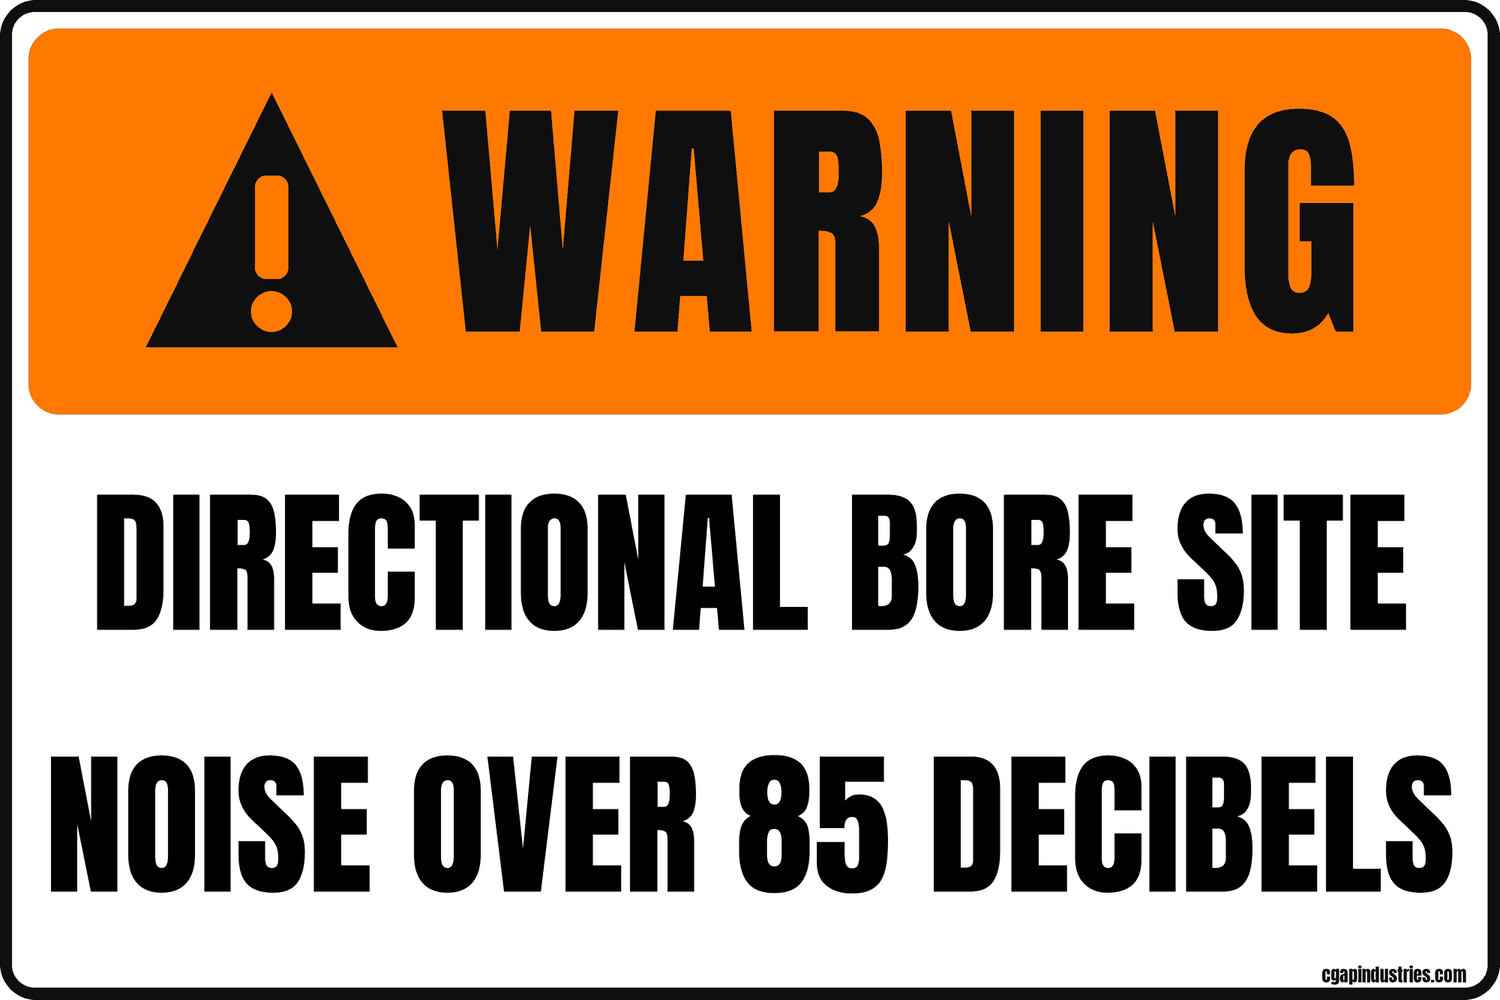 WARNING
DIRECTIONAL BORE SITE
NOISE OVER 85 DECIBELS
cgapindustries.com